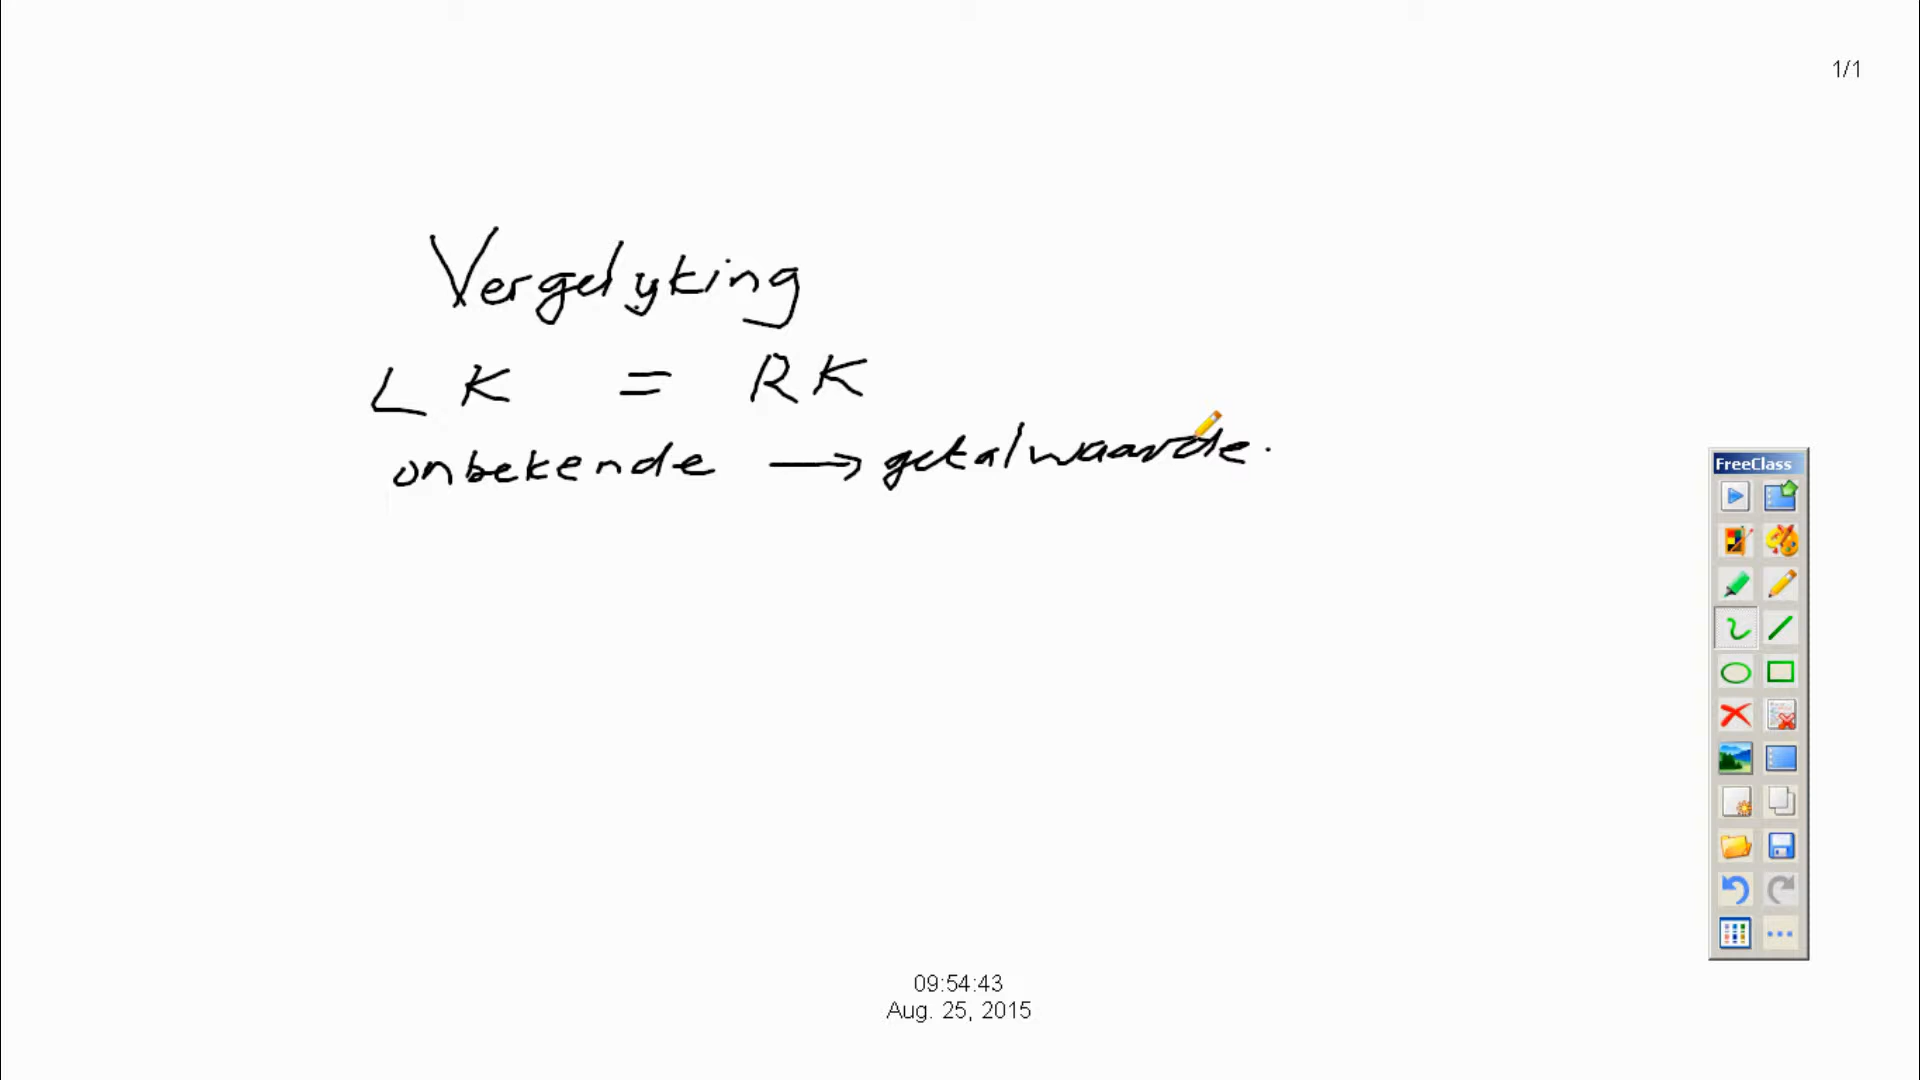 1/1
Vergelyking
LK = RK
onbekende → getalwaarde.
FreeClass
09:54:43
Aug. 25, 2015